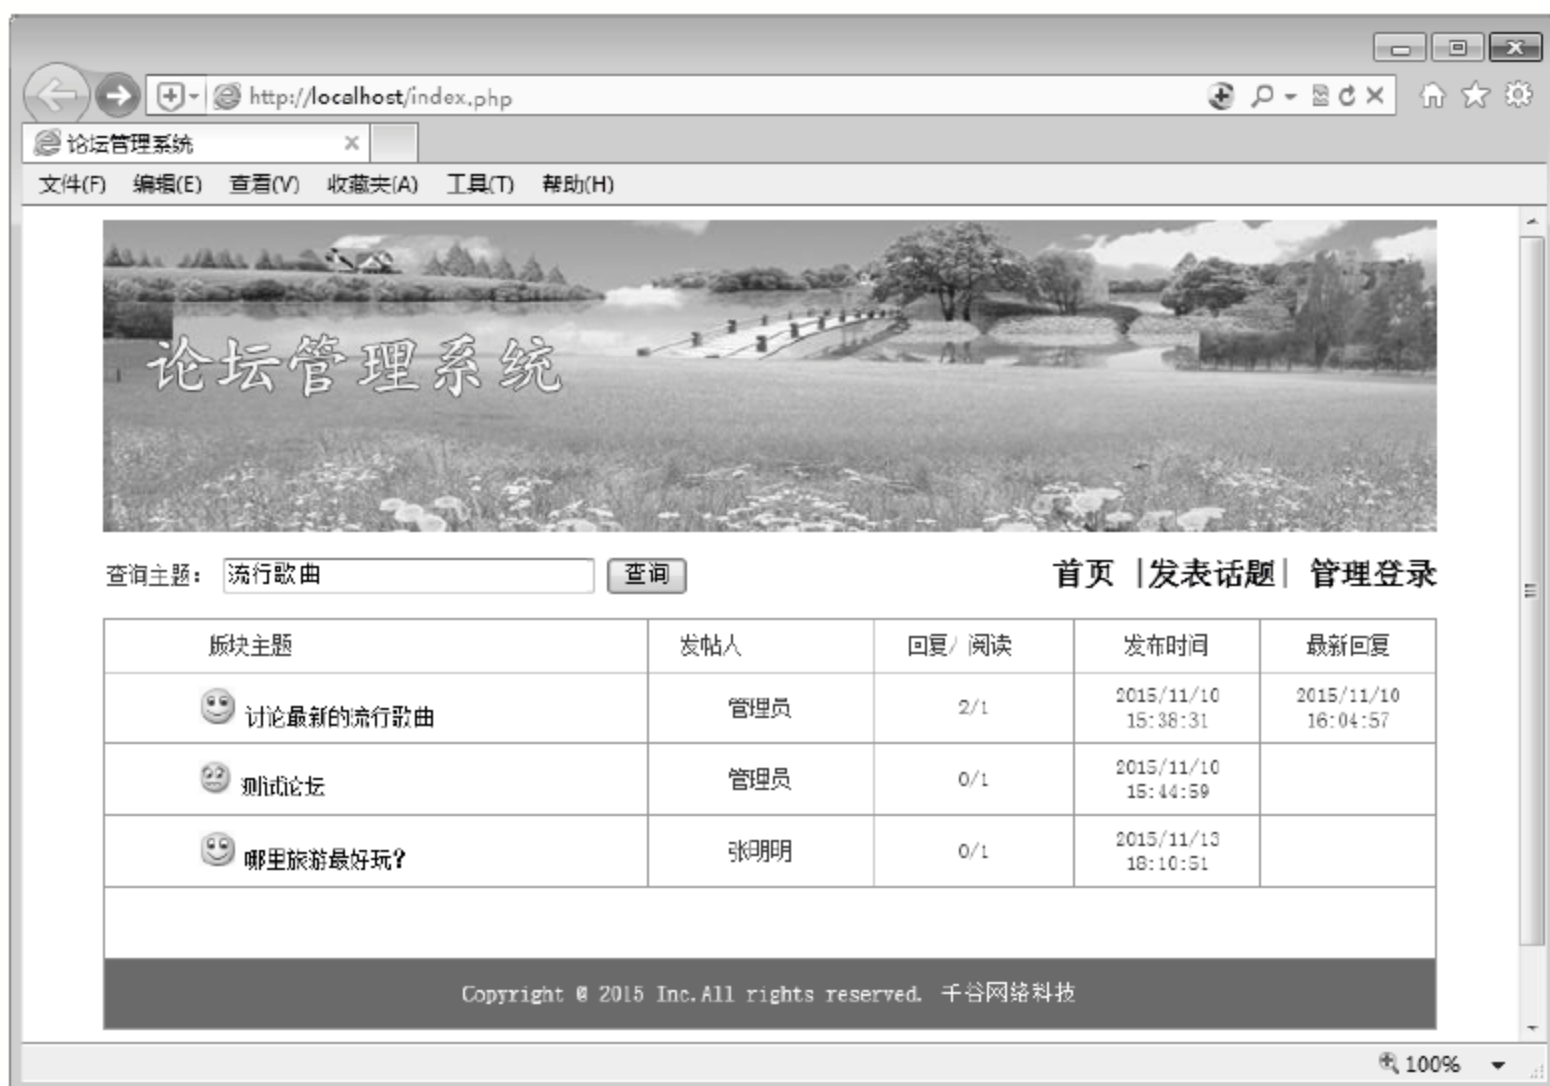 http://localhost/index.php
论坛管理系统
文件(F) 编辑(E) 查看(V) 收藏夹(A) 工具(T) 帮助(H)
论坛管理系统
查询主题： 流行歌曲 查询 首页 |发表话题| 管理登录
版块主题 发帖人 回复/ 阅读 发布时间 最新回复
讨论最新的流行歌曲 管理员 2/1 2015/11/10 15:38:31 2015/11/10 16:04:57
测试论坛 管理员 0/1 2015/11/10 15:44:59
哪里旅游最好玩？ 张明明 0/1 2015/11/13 18:10:51
Copyright @ 2015 Inc.All rights reserved. 千谷网络科技
100%